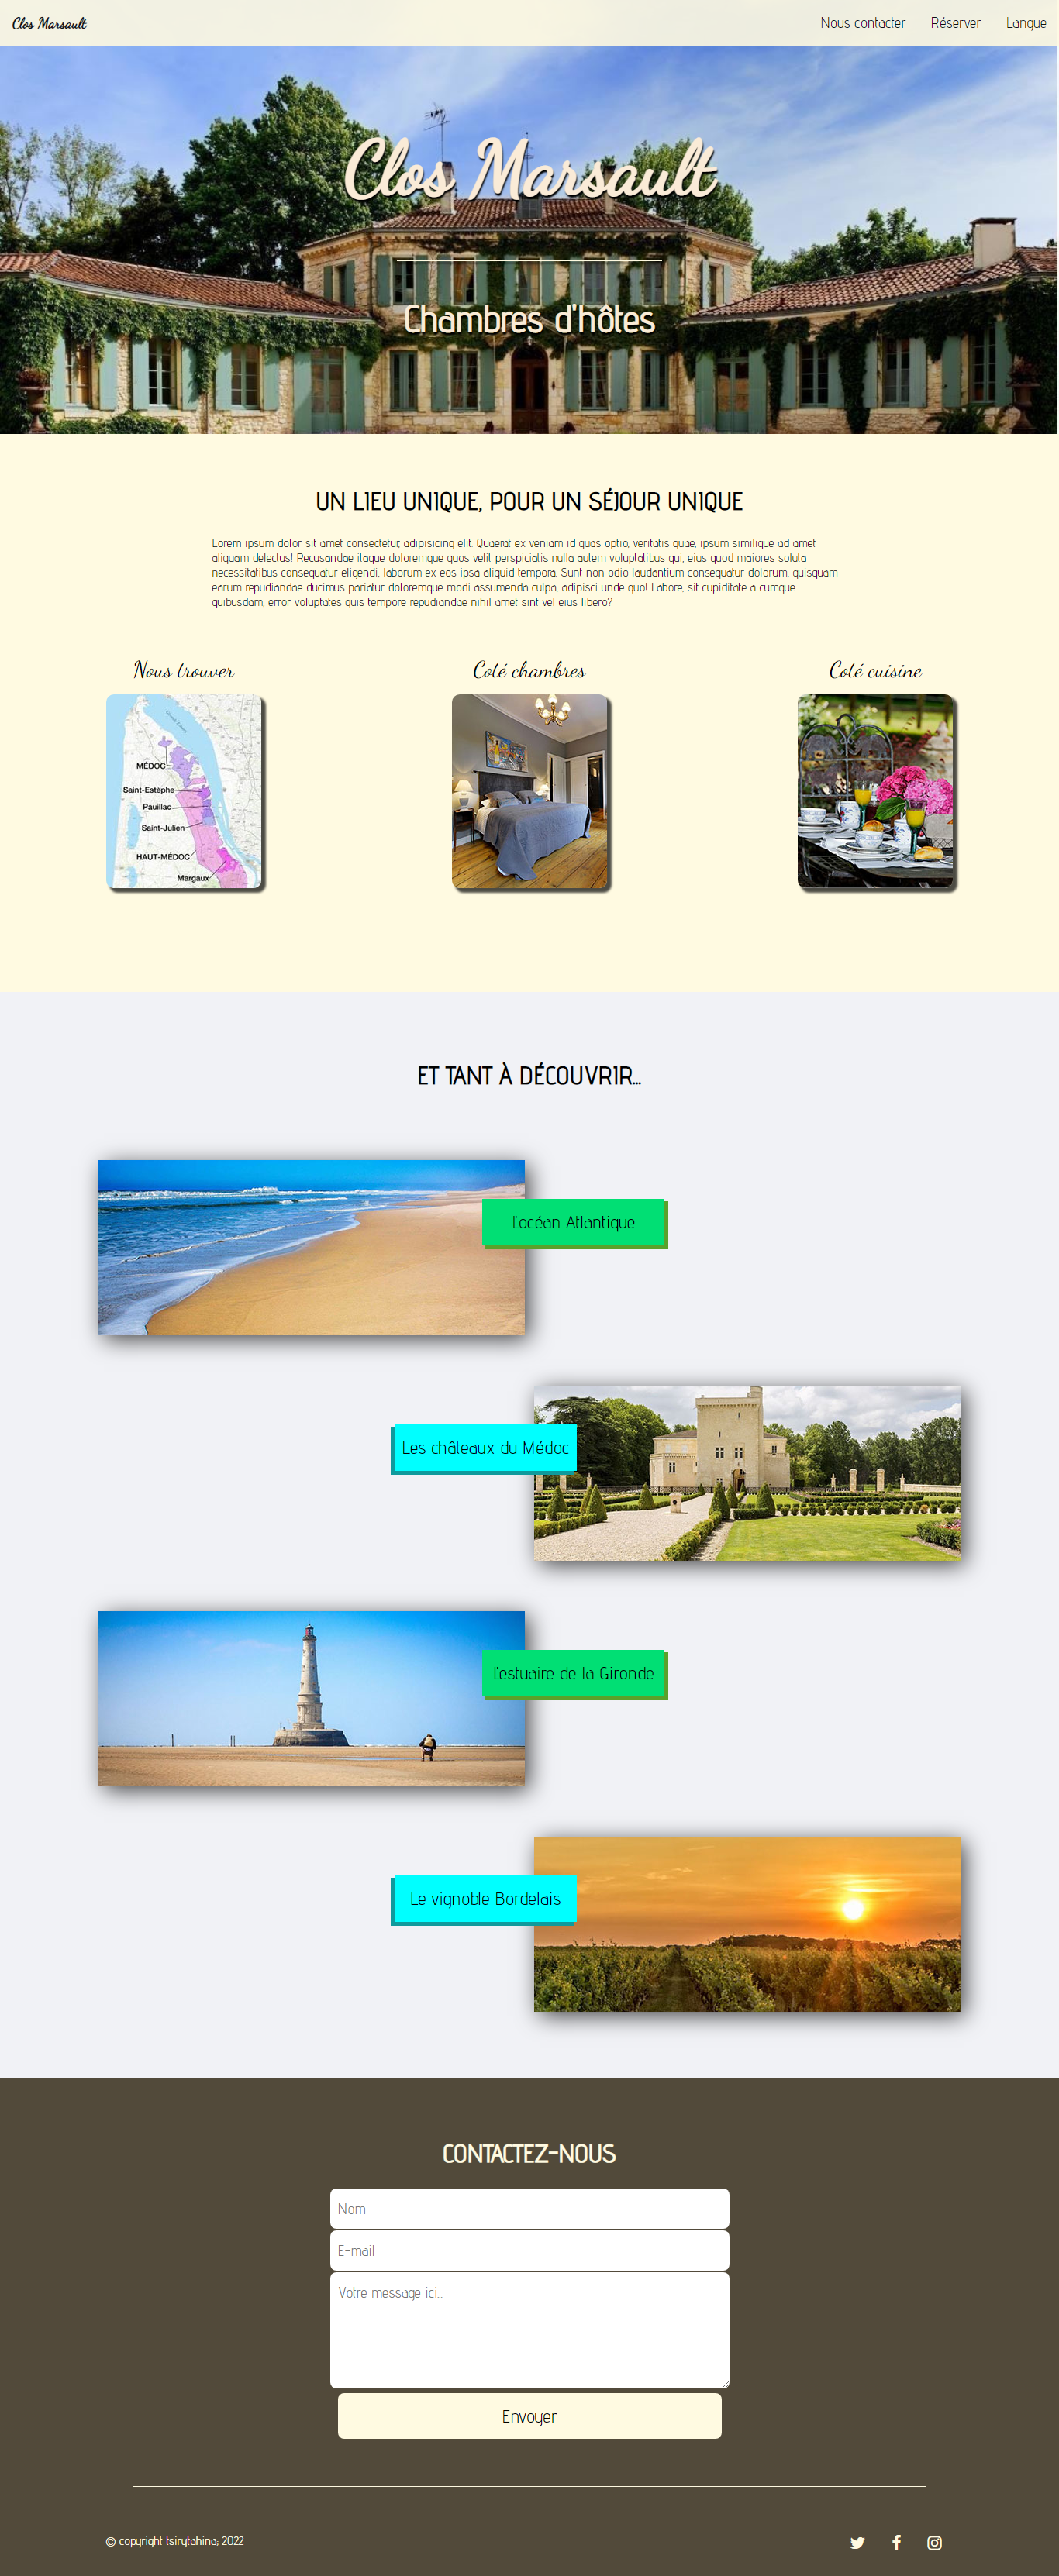 Clos Marsault
Nous contacter
Réserver
Langue
Clos Marsault
Chambres d'hôtes
UN LIEU UNIQUE, POUR UN SÉJOUR UNIQUE
Lorem ipsum dolor sit amet consectetur, adipisicing elit. Quaerat ex veniam id quas optio, veritatis quae, ipsum similique ad amet
aliquam delectus! Recusandae itaque doloremque quos velit perspiciatis nulla autem voluptatibus qui, eius quod maiores soluta
necessitatibus consequatur eligendi, laborum ex eos ipsa aliquid tempora. Sunt non odio laudantium consequatur dolorum, quisquam
earum repudiandae ducimus pariatur doloremque modi assumenda culpa, adipisci unde quo! Labore, sit cupiditate a cumque
quibusdam, error voluptates quis tempore repudiandae nihil amet sint vel eius libero?
Nous trouver
MÉDOC
Saint-Estèphe
Pauillac
Saint-Julien
HAUT-MÉDOC
Margaux
Coté chambres
Coté cuisine
ET TANT À DÉCOUVRIR...
L'océan Atlantique
Les châteaux du Médoc
L'estuaire de la Gironde
Le vignoble Bordelais
CONTACTEZ-NOUS
Nom
E-mail
Votre message ici...
Envoyer
© copyright tsirytahina; 2022